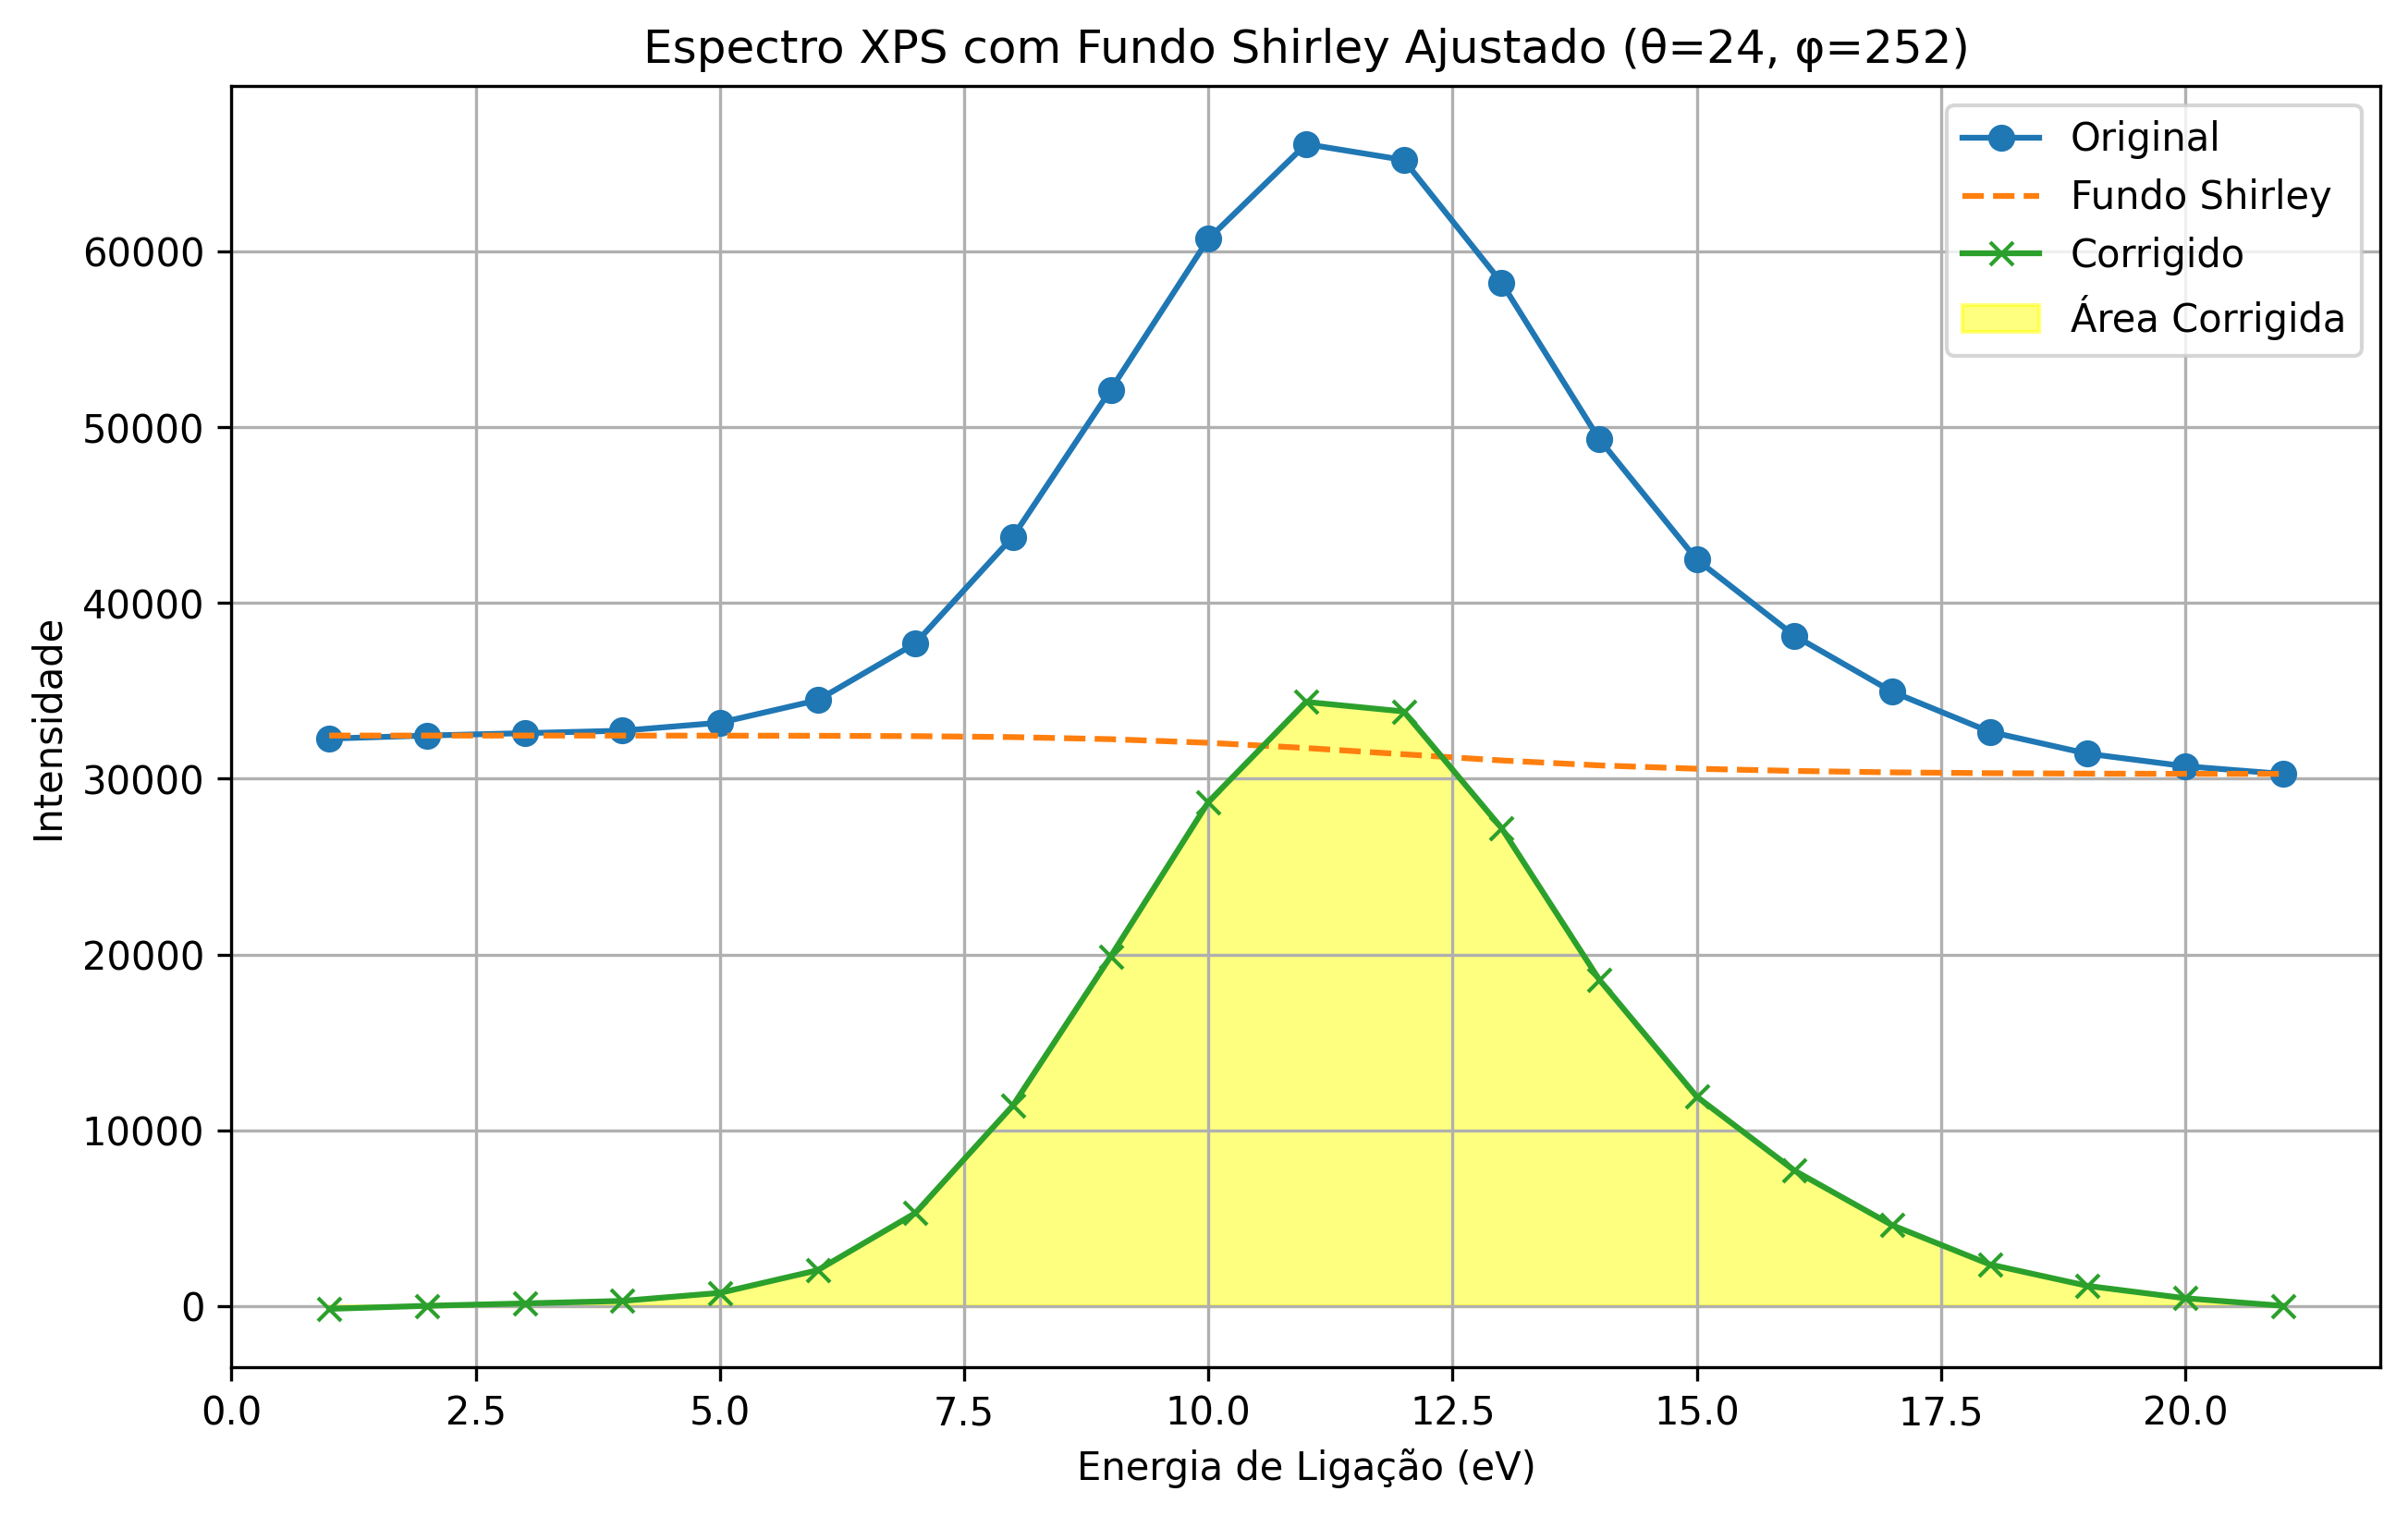 Espectro XPS com Fundo Shirley Ajustado (θ=24, φ=252)
Original
Fundo Shirley
Corrigido
Área Corrigida
Intensidade
60000
50000
40000
30000
20000
10000
0
0.0 2.5 5.0 7.5 10.0 12.5 15.0 17.5 20.0
Energia de Ligação (eV)